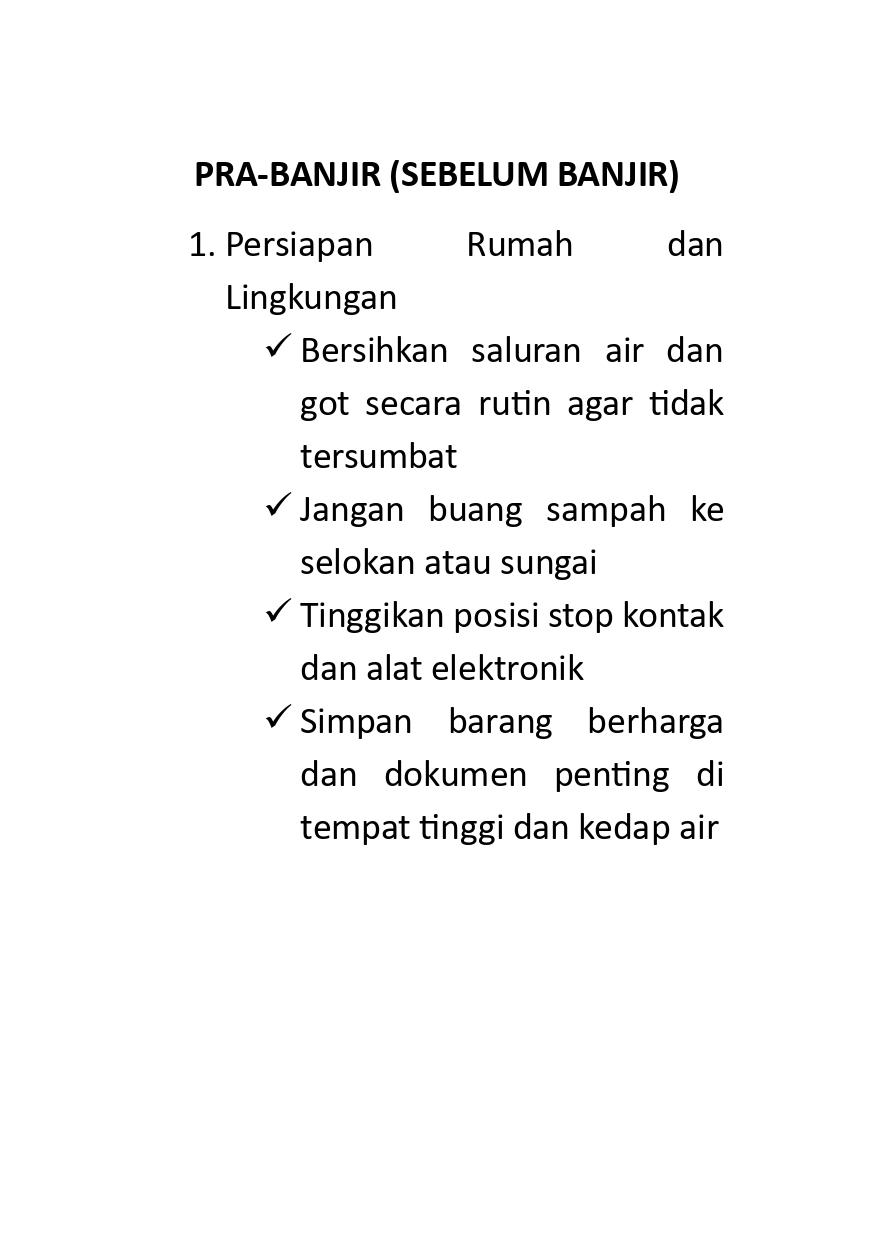 PRA-BANJIR (SEBELUM BANJIR)
1. Persiapan Rumah dan
Lingkungan
✓ Bersihkan saluran air dan
got secara rutin agar tidak
tersumbat
✓ Jangan buang sampah ke
selokan atau sungai
✓ Tinggikan posisi stop kontak
dan alat elektronik
✓ Simpan barang berharga
dan dokumen penting di
tempat tinggi dan kedap air